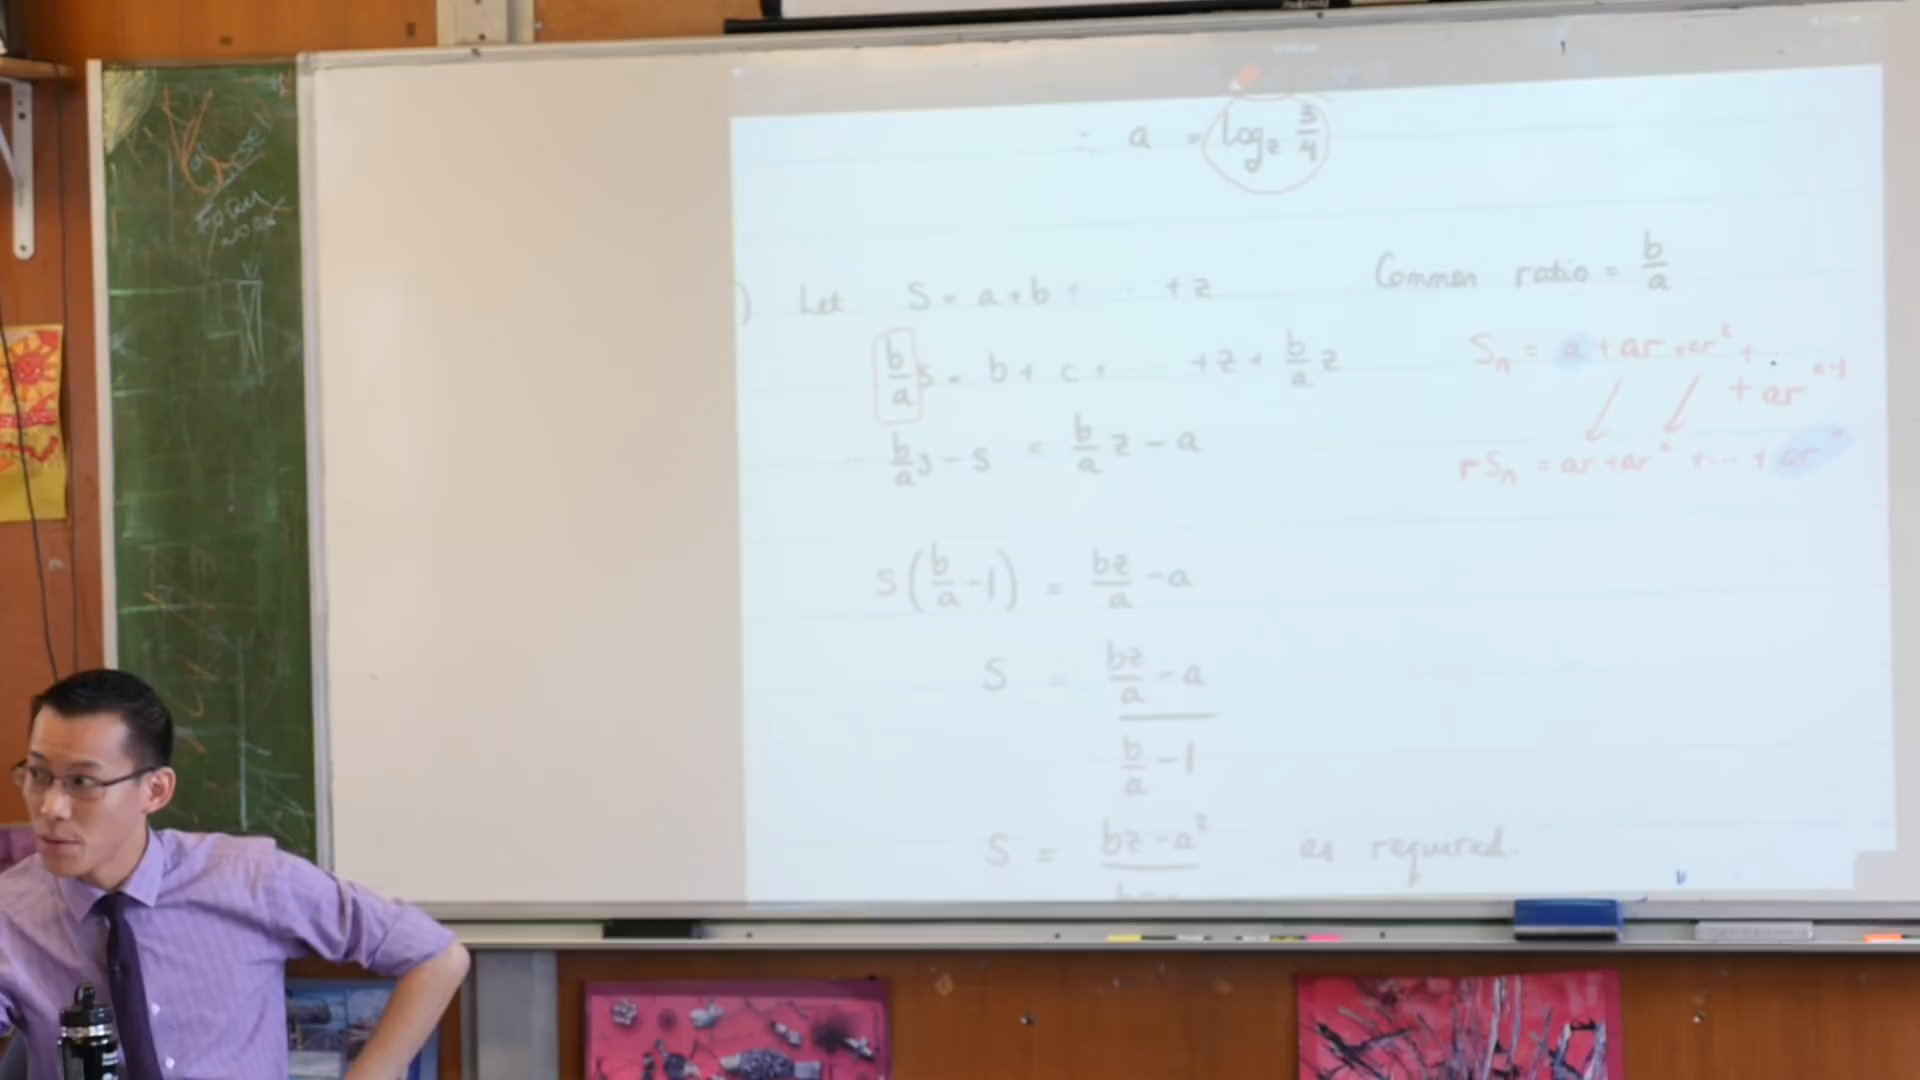 ∴ a = log₂ 3/4
) Let S = a + b + ... + z
Common ratio = b/a
b/a S = b + c + ... + z + b/a z
b/a S - S = b/a z - a
Sₙ = a + ar + ar² + ...
+ arⁿ⁻¹
rSₙ = ar + ar² + ... + arⁿ
S(b/a - 1) = bz/a - a
S = (bz/a - a)/(b/a - 1)
S = bz - a² as required.